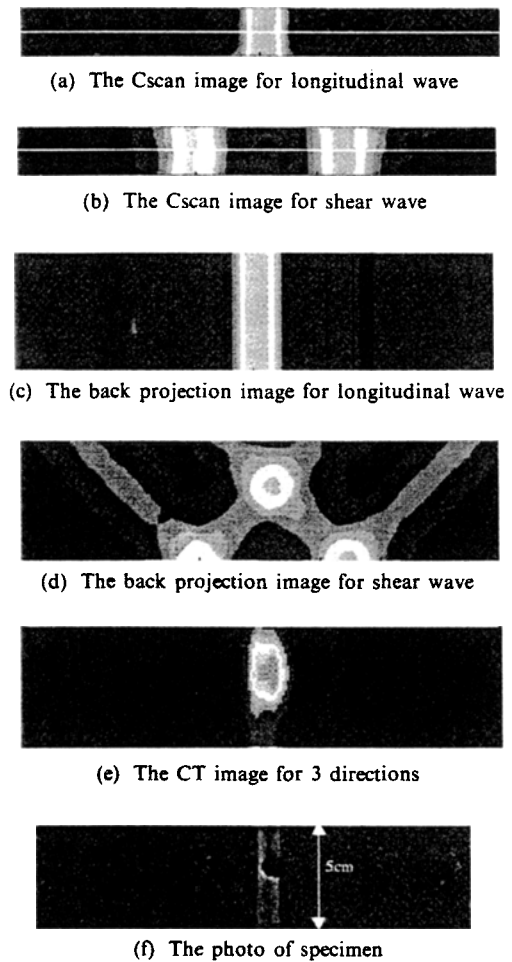 (a) The Cscan image for longitudinal wave
(b) The Cscan image for shear wave
(c) The back projection image for longitudinal wave
(d) The back projection image for shear wave
(e) The CT image for 3 directions
5cm
(f) The photo of specimen